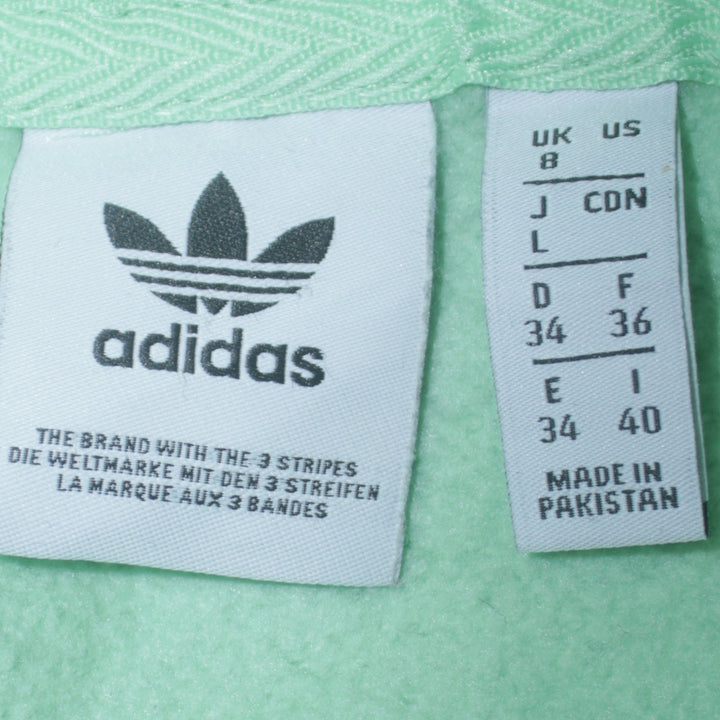 adidas
THE BRAND WITH THE 3 STRIPES
DIE WELTMARKE MIT DEN 3 STREIFEN
LA MARQUE AUX 3 BANDES
UK US
8
J CDN
L
D F
34 36
E I
34 40
MADE IN
PAKISTAN